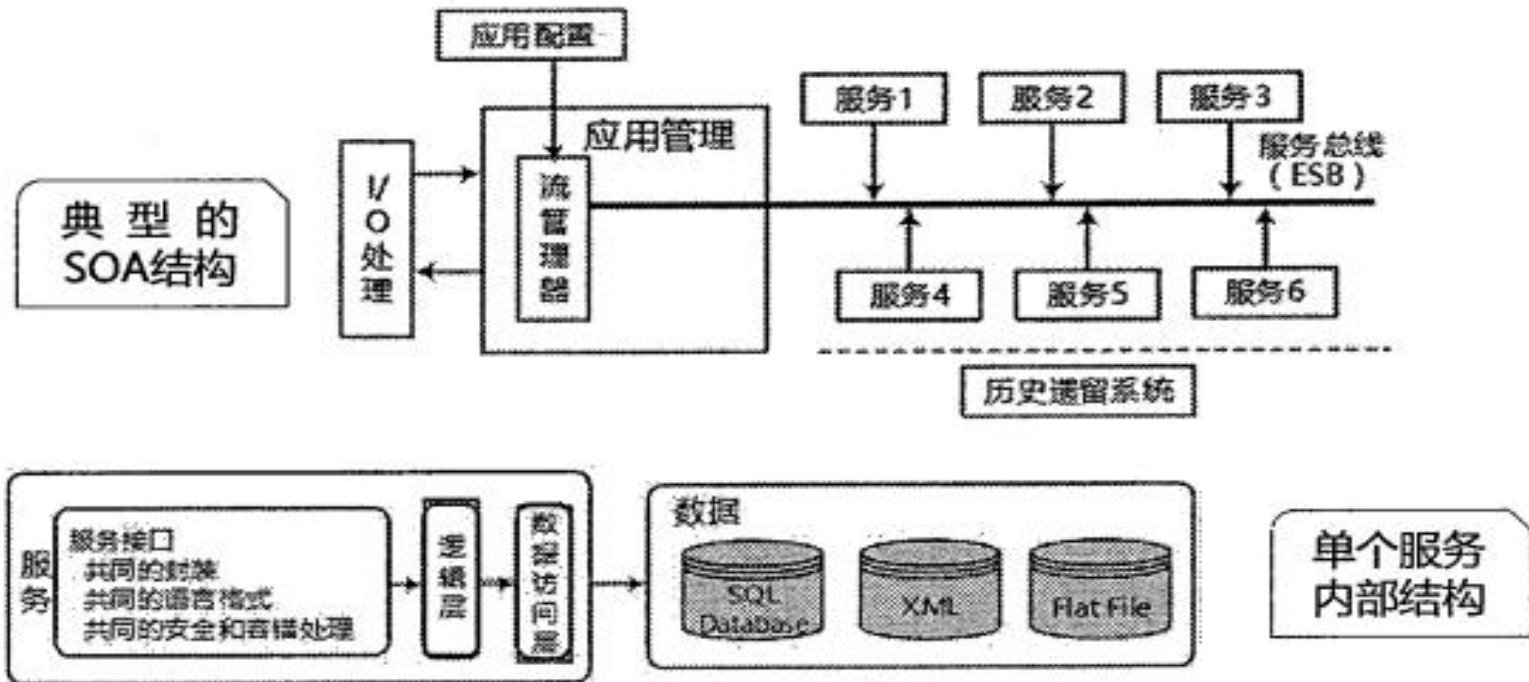 应用配置
服务1
服务2
服务3
应用管理
服务总线
（ESB）
I/O处理
流管理器
典型的
SOA结构
服务4
服务5
服务6
历史遗留系统
服务
服务接口
共同的封装
共同的语言格式
共同的安全和容错处理
逻辑层
数据访问层
数据
SQL
Database
XML
Flat File
单个服务
内部结构